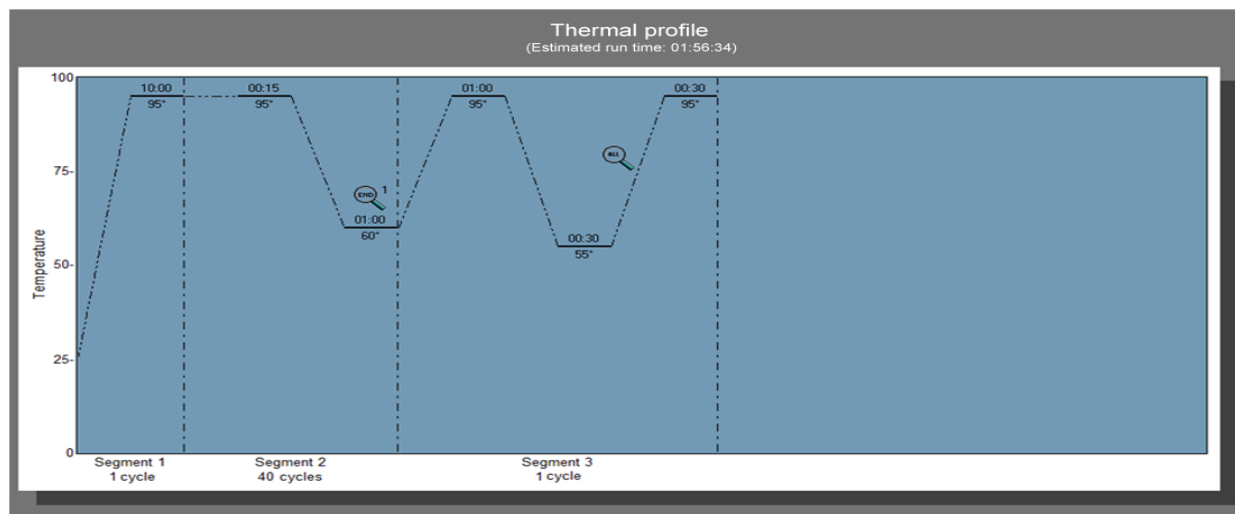 Thermal profile
(Estimated run time: 01:56:34)
Temperature
100
75-
50-
25-
0
10:00
95°
00:15
95°
END
1
01:00
60°
01:00
95°
00:30
55°
ALL
00:30
95°
Segment 1
1 cycle
Segment 2
40 cycles
Segment 3
1 cycle